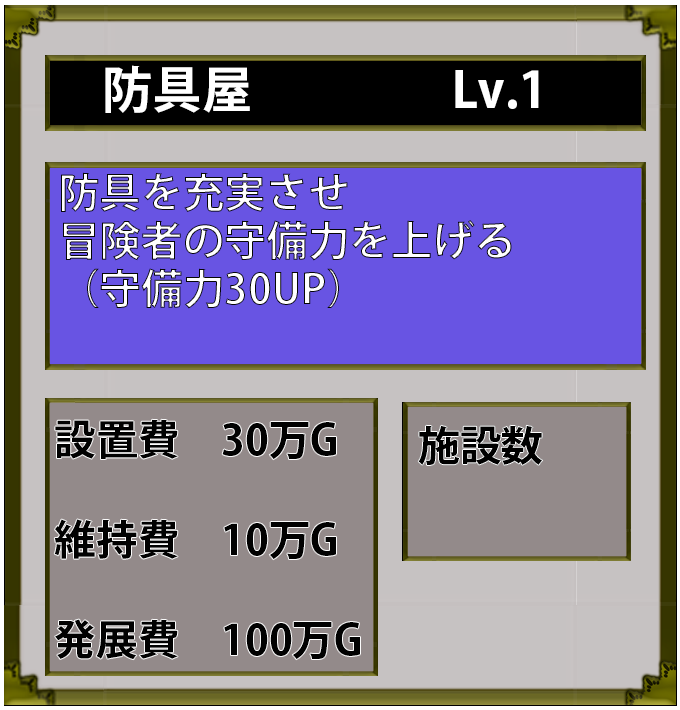 防具屋 Lv.1
防具を充実させ
冒険者の守備力を上げる
（守備力30UP）
設置費 30万G
維持費 10万G
発展費 100万G
施設数